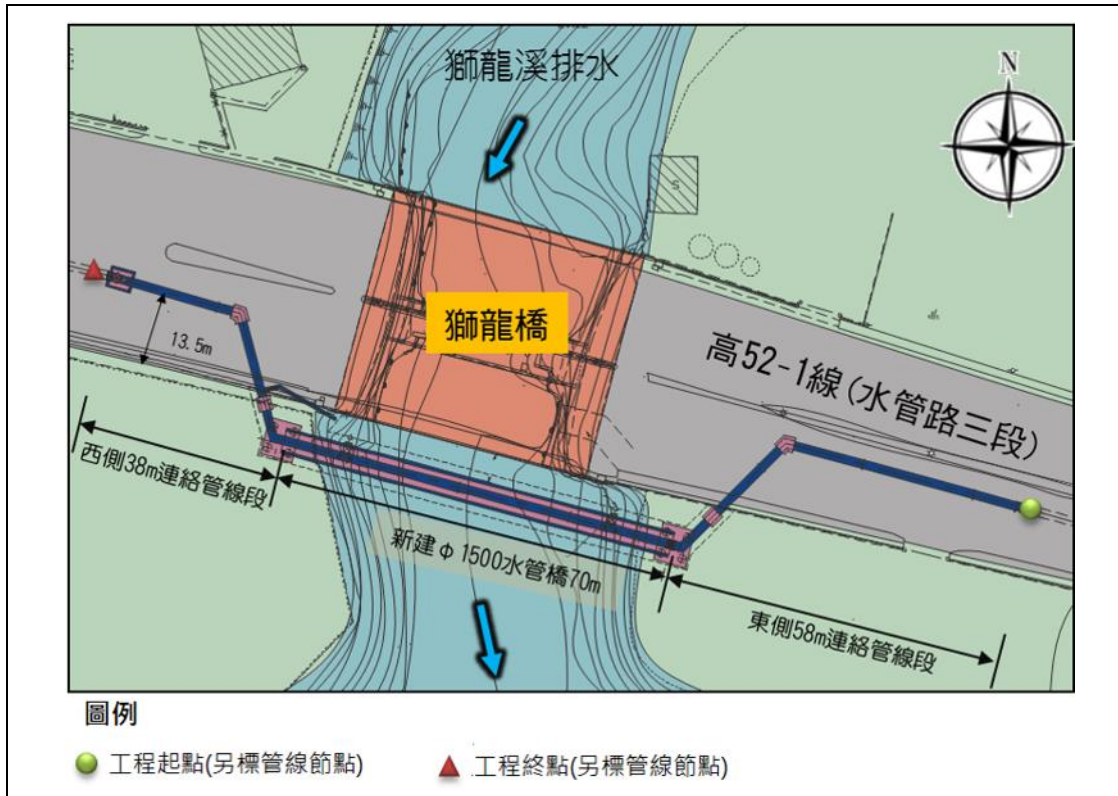 獅龍溪排水
N
S
獅龍橋
高52-1線(水管路三段)
13.5m
西側38m連絡管線段
新建φ1500水管橋70m
東側58m連絡管線段
圖例
工程起點(另標管線節點)
工程終點(另標管線節點)